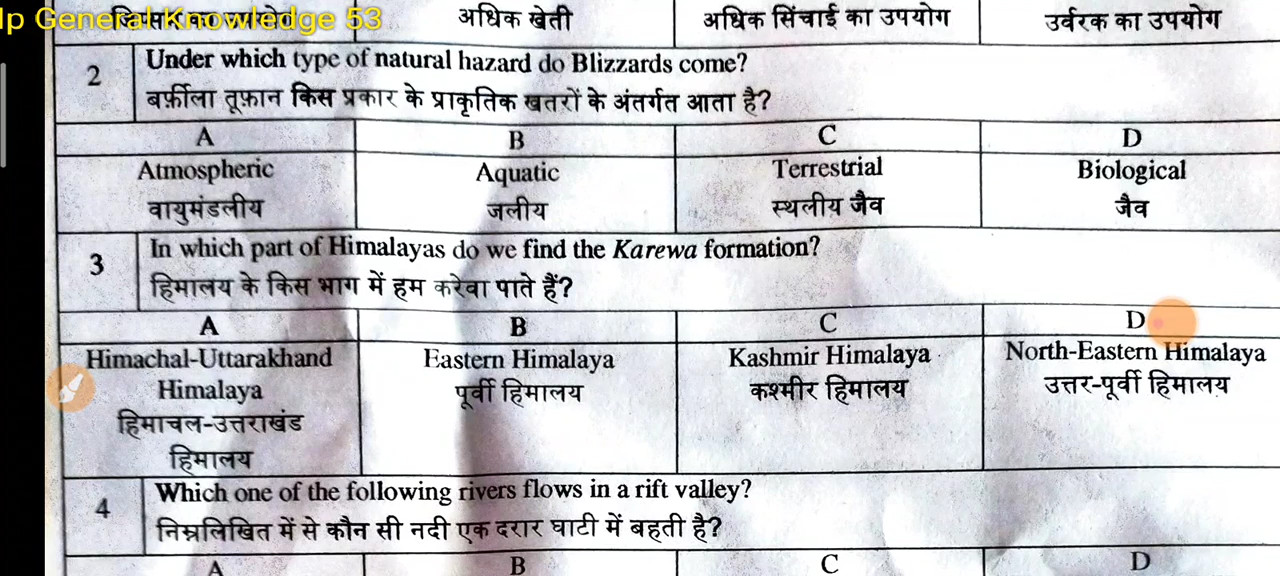 lp General Knowledge 53
अधिक खेती
अधिक सिंचाई का उपयोग
उर्वरक का उपयोग
2
Under which type of natural hazard do Blizzards come?
बर्फ़ीला तूफ़ान किस प्रकार के प्राकृतिक खतरों के अंतर्गत आता है?
A B C D
Atmospheric Aquatic Terrestrial Biological
वायुमंडलीय जलीय स्थलीय जैव जैव
3
In which part of Himalayas do we find the Karewa formation?
हिमालय के किस भाग में हम करेवा पाते हैं?
A B C D
Himachal-Uttarakhand Eastern Himalaya Kashmir Himalaya North-Eastern Himalaya
Himalaya पूर्वी हिमालय कश्मीर हिमालय उत्तर-पूर्वी हिमालय
हिमाचल-उत्तराखंड
हिमालय
4
Which one of the following rivers flows in a rift valley?
निम्नलिखित में से कौन सी नदी एक दरार घाटी में बहती है?
A B C D